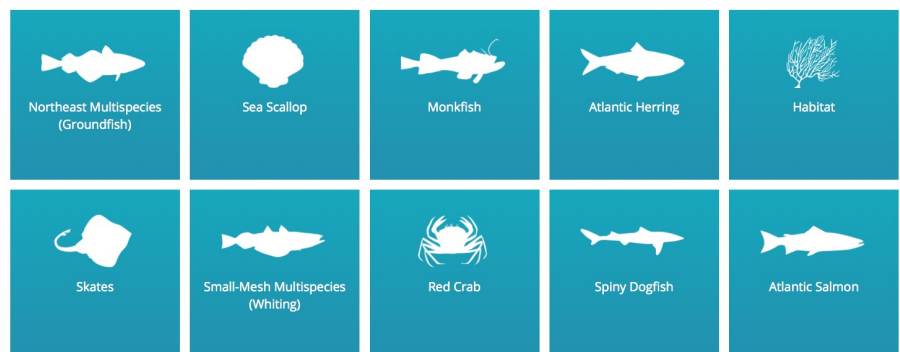 Northeast Multispecies
(Groundfish)
Sea Scallop
Monkfish
Atlantic Herring
Habitat
Skates
Small-Mesh Multispecies
(Whiting)
Red Crab
Spiny Dogfish
Atlantic Salmon